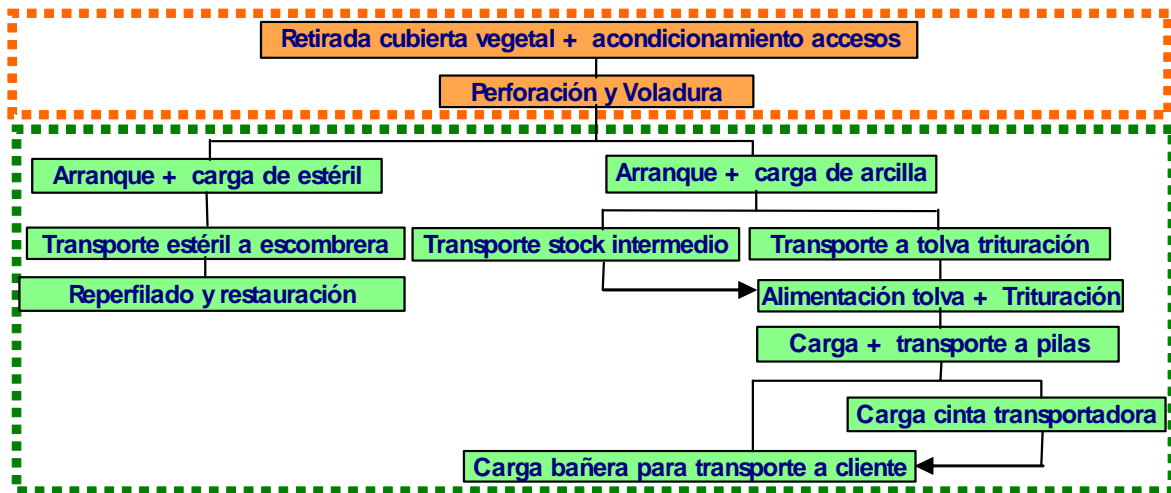 Retirada cubierta vegetal + acondicionamiento accesos
Perforación y Voladura
Arranque + carga de estéril
Arranque + carga de arcilla
Transporte estéril a escombrera
Transporte stock intermedio
Transporte a tolva trituración
Reperfilado y restauración
Alimentación tolva + Trituración
Carga + transporte a pilas
Carga cinta transportadora
Carga bañera para transporte a cliente